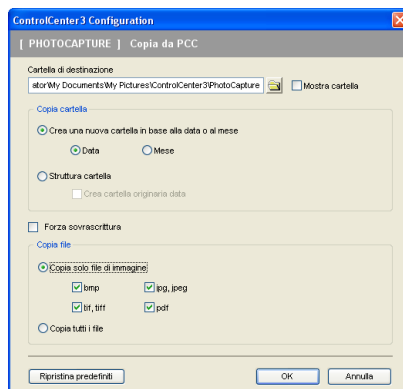 ControlCenter3 Configuration
[ PHOTOCAPTURE ] Copia da PCC
Cartella di destinazione
ator\My Documents\My Pictures\ControlCenter3\PhotoCapture Mostra cartella
Copia cartella
Crea una nuova cartella in base alla data o al mese
Data Mese
Struttura cartella
Crea cartella originaria data
Forza sovrascrittura
Copia file
Copia solo file di immagine
bmp jpg, jpeg
tif, tiff pdf
Copia tutti i file
Ripristina predefiniti OK Annulla